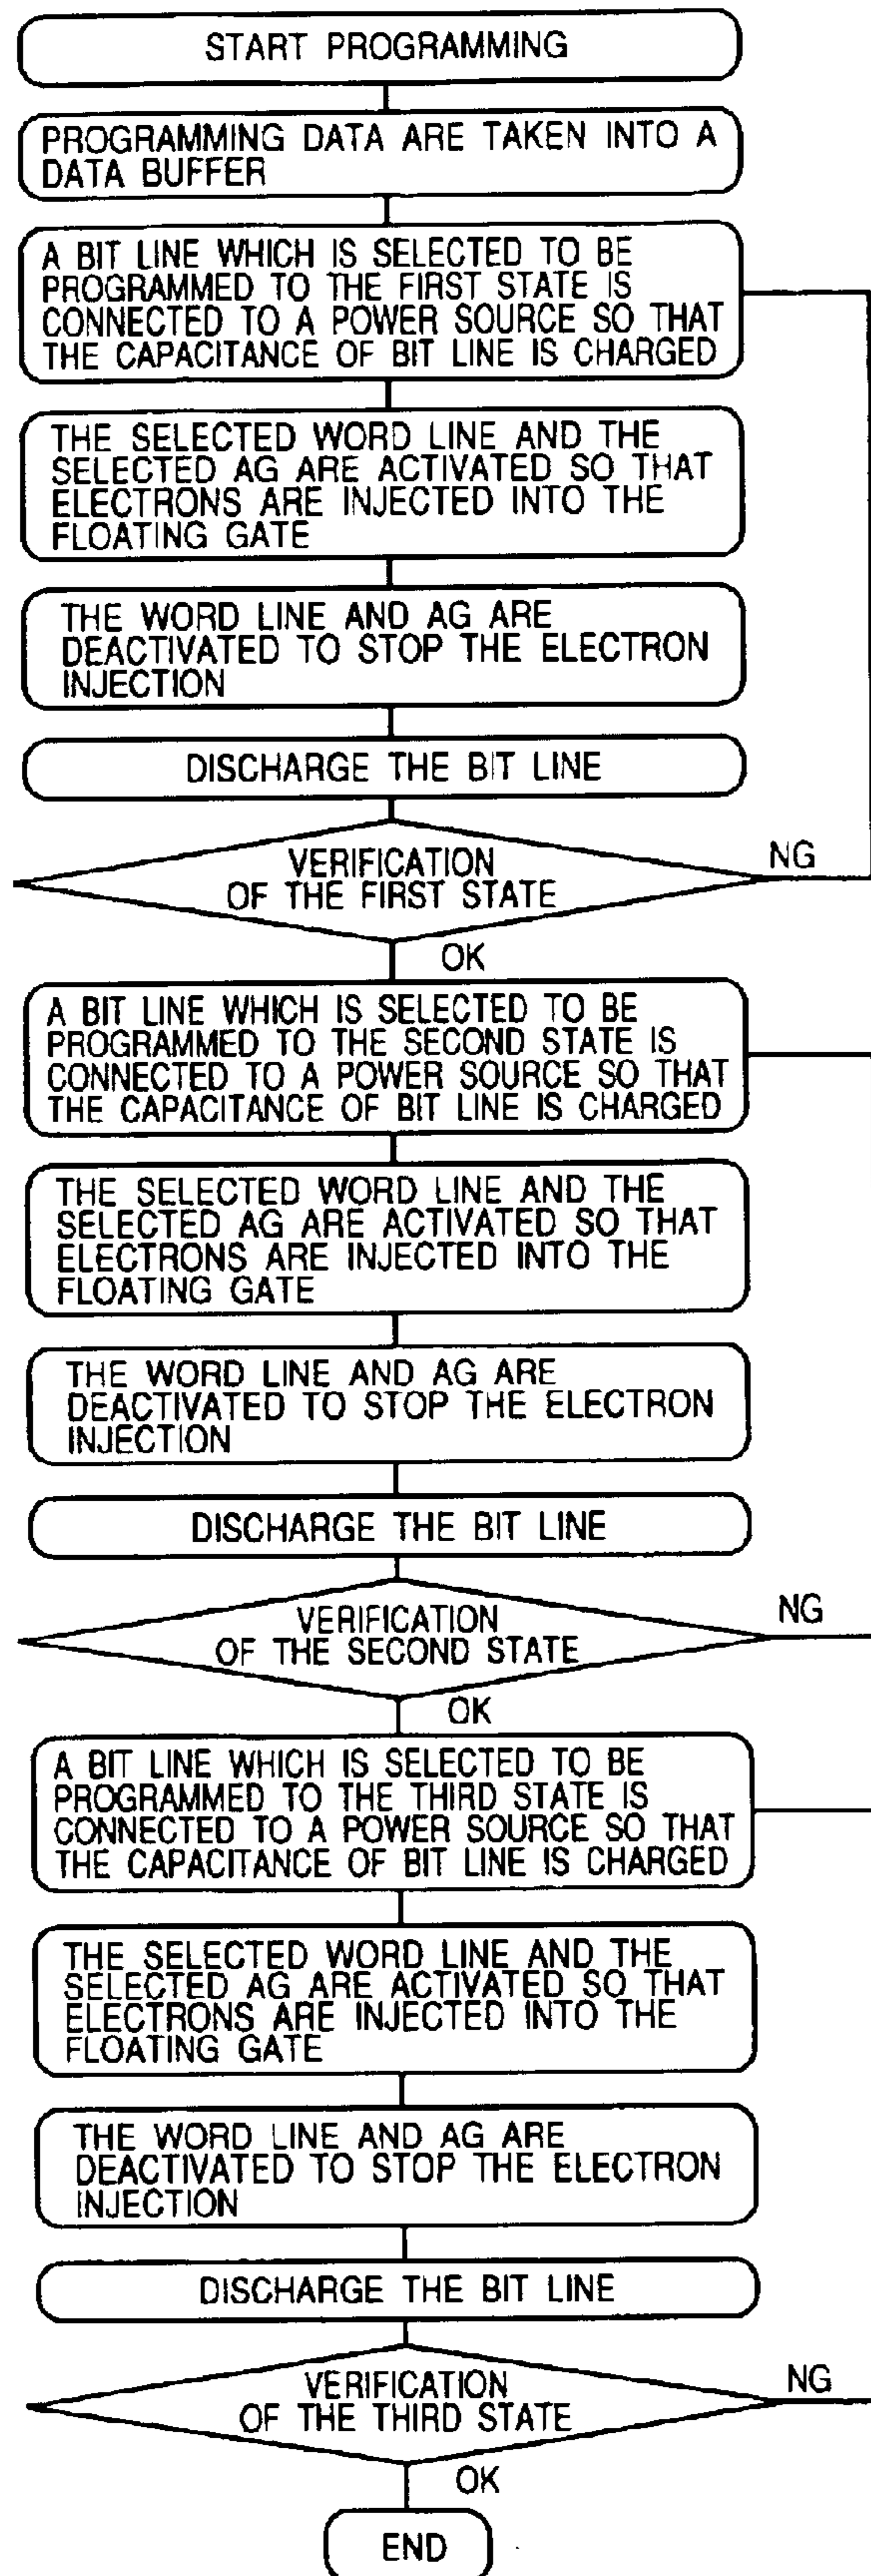 START PROGRAMMING
PROGRAMMING DATA ARE TAKEN INTO A
DATA BUFFER
A BIT LINE WHICH IS SELECTED TO BE
PROGRAMMED TO THE FIRST STATE IS
CONNECTED TO A POWER SOURCE SO THAT
THE CAPACITANCE OF BIT LINE IS CHARGED
THE SELECTED WORD LINE AND THE
SELECTED AG ARE ACTIVATED SO THAT
ELECTRONS ARE INJECTED INTO THE
FLOATING GATE
THE WORD LINE AND AG ARE
DEACTIVATED TO STOP THE ELECTRON
INJECTION
DISCHARGE THE BIT LINE
VERIFICATION
OF THE FIRST STATE
NG
OK
A BIT LINE WHICH IS SELECTED TO BE
PROGRAMMED TO THE SECOND STATE IS
CONNECTED TO A POWER SOURCE SO THAT
THE CAPACITANCE OF BIT LINE IS CHARGED
THE SELECTED WORD LINE AND THE
SELECTED AG ARE ACTIVATED SO THAT
ELECTRONS ARE INJECTED INTO THE
FLOATING GATE
THE WORD LINE AND AG ARE
DEACTIVATED TO STOP THE ELECTRON
INJECTION
DISCHARGE THE BIT LINE
VERIFICATION
OF THE SECOND STATE
NG
OK
A BIT LINE WHICH IS SELECTED TO BE
PROGRAMMED TO THE THIRD STATE IS
CONNECTED TO A POWER SOURCE SO THAT
THE CAPACITANCE OF BIT LINE IS CHARGED
THE SELECTED WORD LINE AND THE
SELECTED AG ARE ACTIVATED SO THAT
ELECTRONS ARE INJECTED INTO THE
FLOATING GATE
THE WORD LINE AND AG ARE
DEACTIVATED TO STOP THE ELECTRON
INJECTION
DISCHARGE THE BIT LINE
VERIFICATION
OF THE THIRD STATE
NG
OK
END